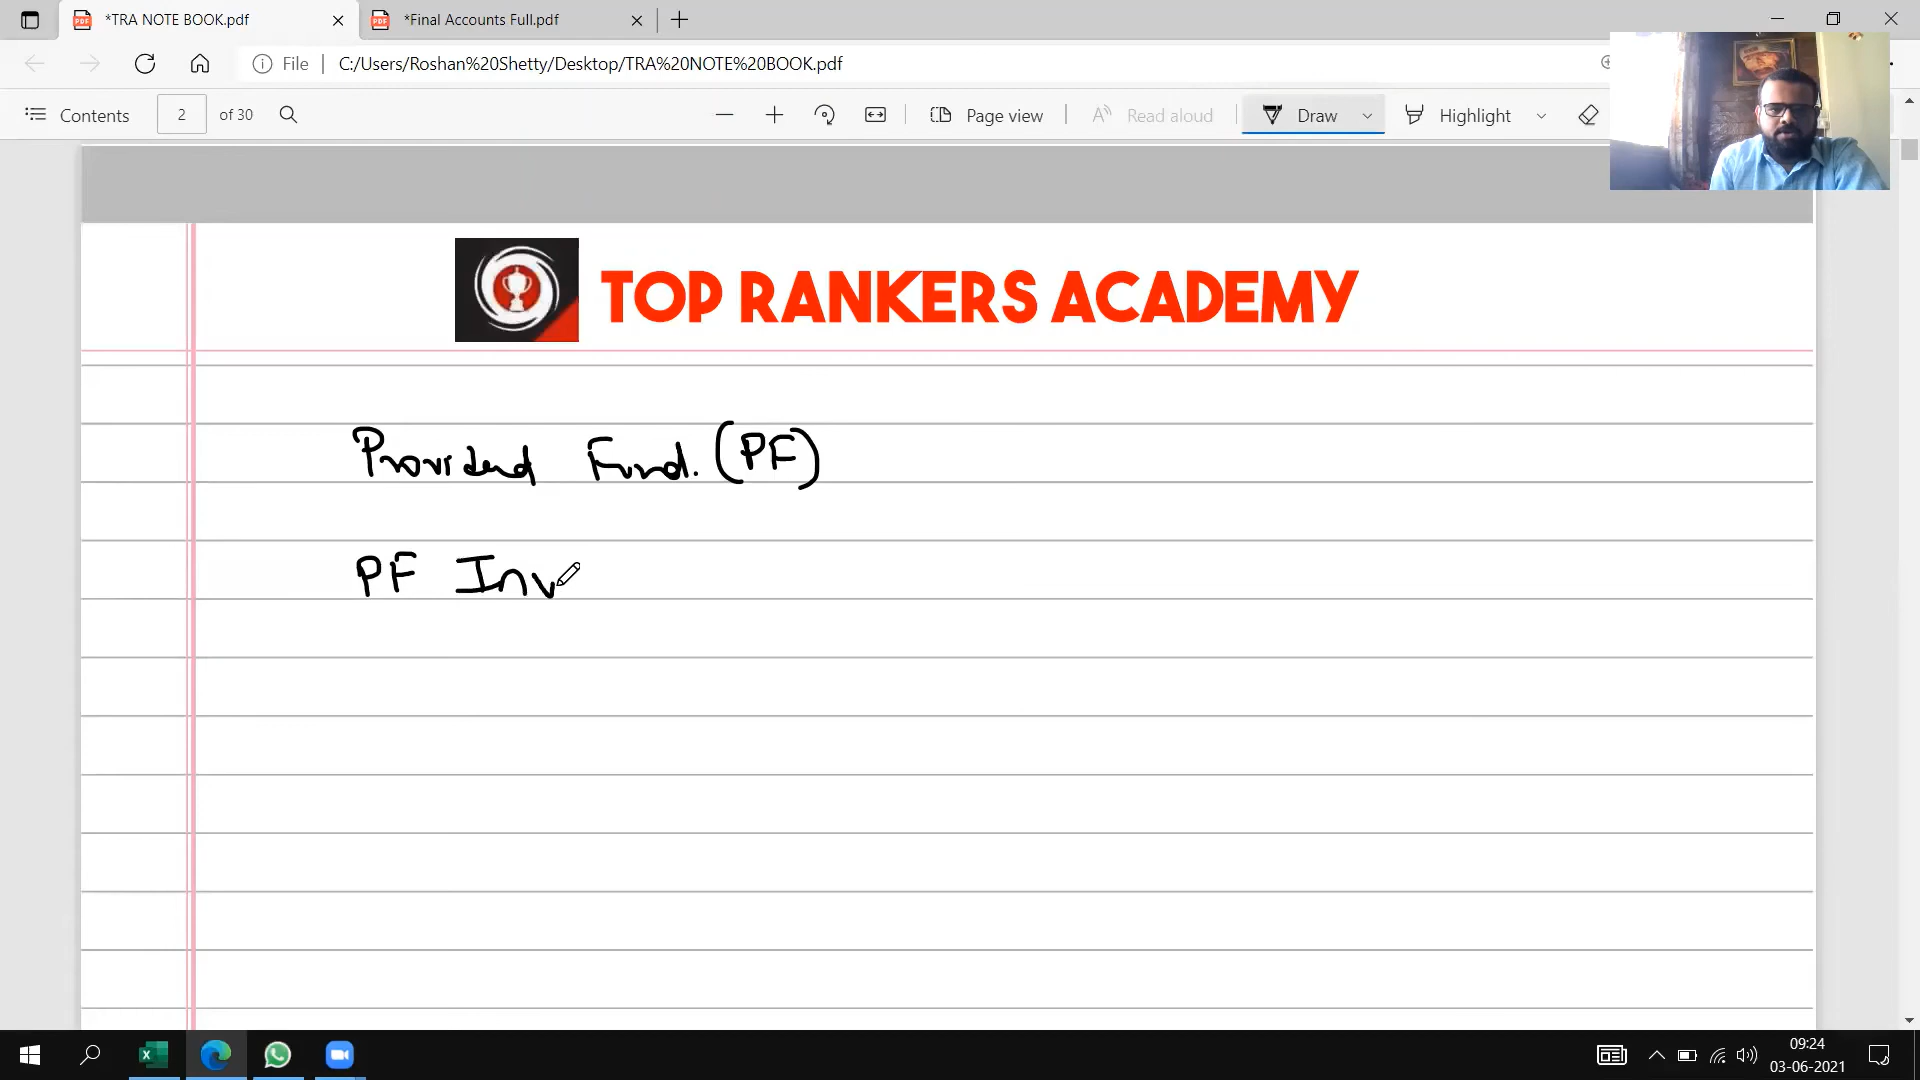 *TRA NOTE BOOK.pdf
*Final Accounts Full.pdf
File
C:/Users/Roshan%20Shetty/Desktop/TRA%20NOTE%20BOOK.pdf
Contents
2
of 30
Page view
Read aloud
Draw
Highlight
TOP RANKERS ACADEMY
Provided Fund. (PF)
PF Inv
09:24
03-06-2021